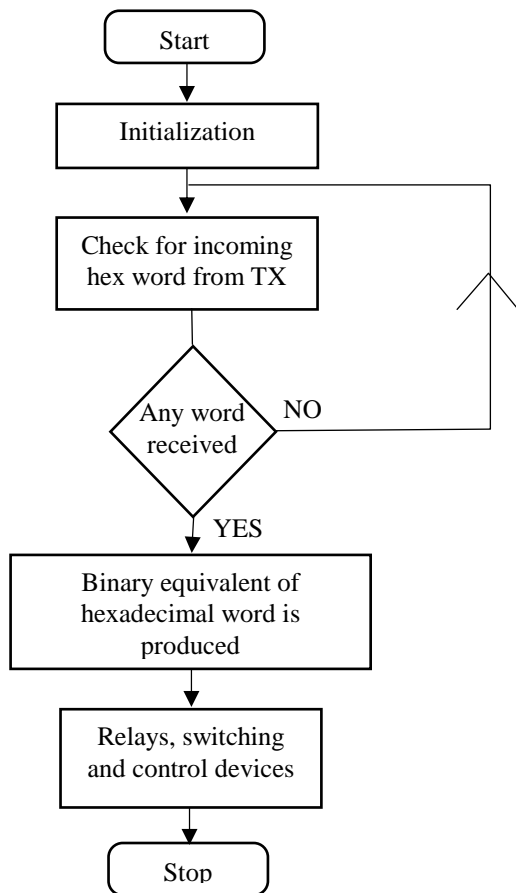 Start
Initialization
Check for incoming
hex word from TX
Any word
received
NO
YES
Binary equivalent of
hexadecimal word is
produced
Relays, switching
and control devices
Stop